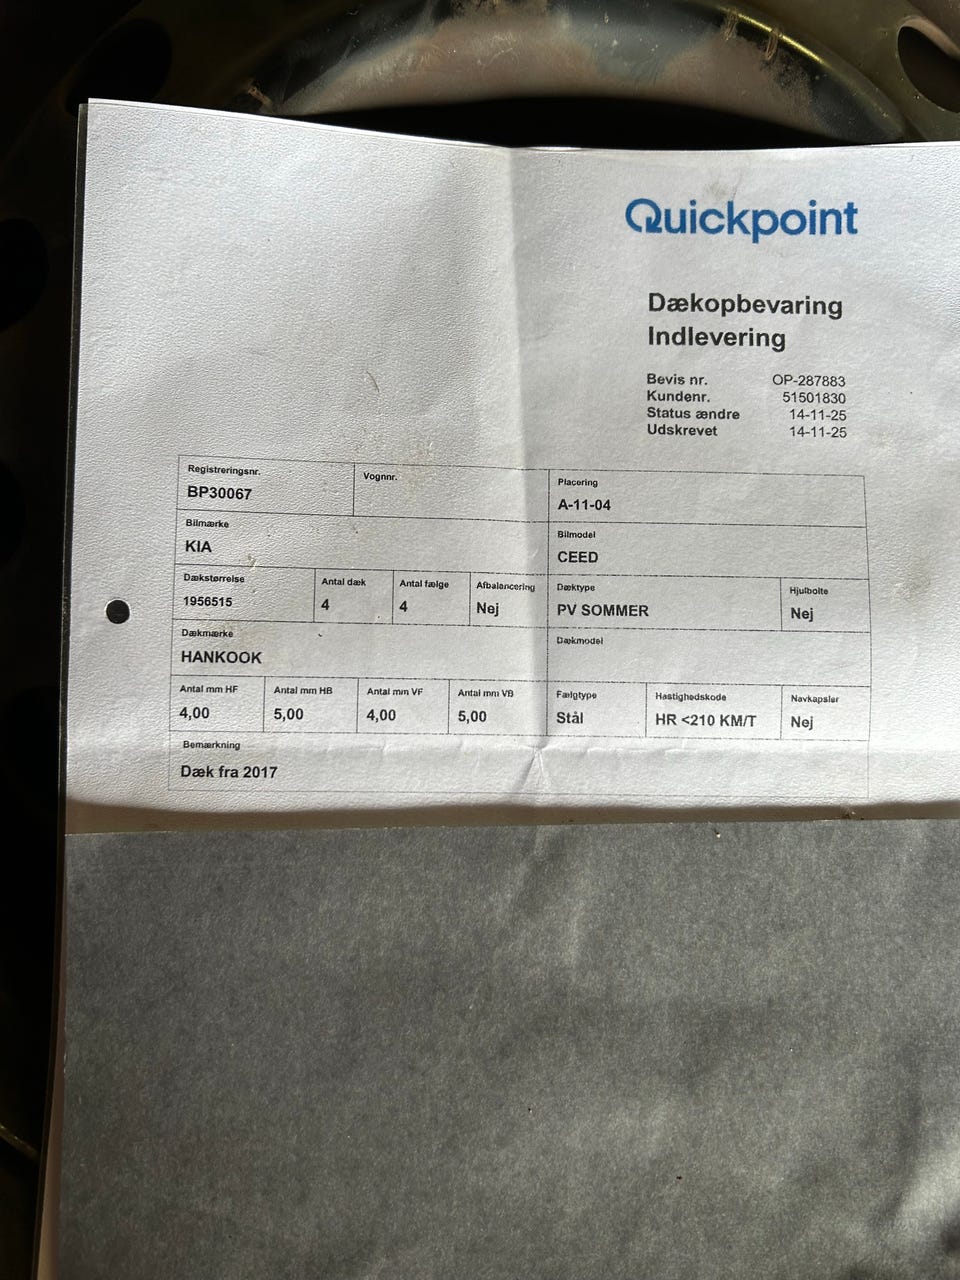 Quickpoint
Dækopbevaring
Indlevering
Bevis nr. OP-287883
Kundenr. 51501830
Status ændre 14-11-25
Udskrevet 14-11-25
Registreringsnr. Vognnr. Placering
BP30067 A-11-04
Bilmærke Bilmodel
KIA CEED
Dækstørrelse Antal dæk Antal fælge Afbalancering Dæktype Hjulbolte
1956515 4 4 Nej PV SOMMER Nej
Dækmærke Dækmodel
HANKOOK
Antal mm HF Antal mm HB Antal mm VF Antal mm VB Fælgtype Hastighedskode Navkapsler
4,00 5,00 4,00 5,00 Stål HR <210 KM/T Nej
Bemærkning
Dæk fra 2017